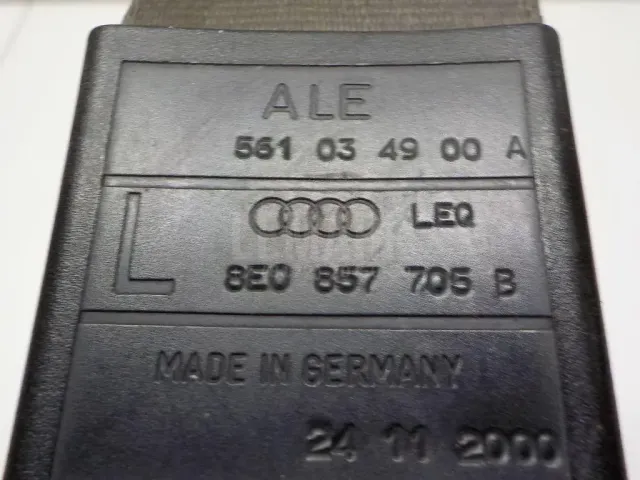 ALE
561 03 49 00 A
L LEQ
8E0 857 705 B
MADE IN GERMANY
24 11 2000